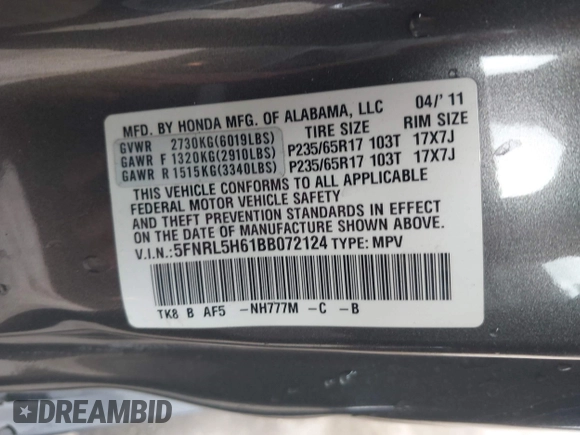 MFD. BY HONDA MFG. OF ALABAMA, LLC 04/'11
TIRE SIZE RIM SIZE
GVWR 2730KG(6019LBS)
GAWR F 1320KG(2910LBS) P235/65R17 103T 17X7J
GAWR R 1515KG(3340LBS) P235/65R17 103T 17X7J
THIS VEHICLE CONFORMS TO ALL APPLICABLE
FEDERAL MOTOR VEHICLE SAFETY
AND THEFT PREVENTION STANDARDS IN EFFECT
ON THE DATE OF MANUFACTURE SHOWN ABOVE.
V.I.N.:5FNRL5H61BB072124 TYPE: MPV
TK8 B AF5 -NH777M -C -B
DREAMBID